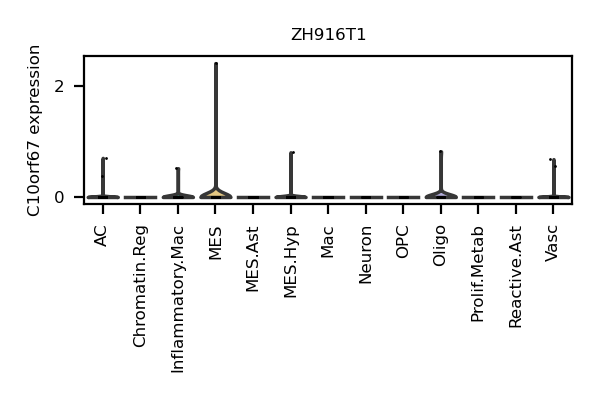 ZH916T1
C10orf67 expression
2
0
AC
Chromatin.Reg
Inflammatory.Mac
MES
MES.Ast
MES.Hyp
Mac
Neuron
OPC
Oligo
Prolif.Metab
Reactive.Ast
Vasc